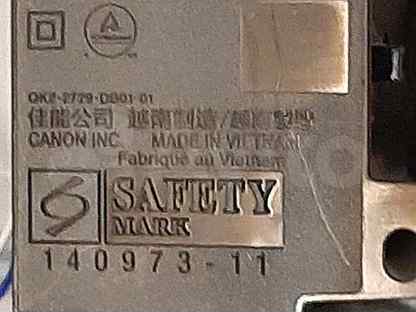 QK2-2729-DB01-01
佳能公司 越南制造/越南製造
CANON INC. MADE IN VIETNAM
Fabriqué au Vietnam
SAFETY
MARK
140973-11